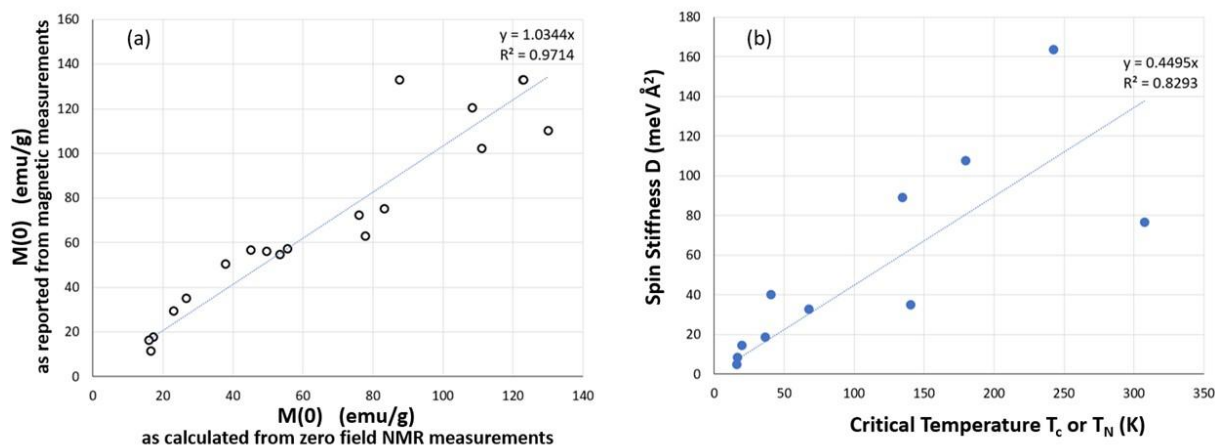 (a)
y = 1.0344x
R² = 0.9714
M(0) (emu/g)
as reported from magnetic measurements
160
140
120
100
80
60
40
20
0
0 20 40 60 80 100 120 140
M(0) (emu/g)
as calculated from zero field NMR measurements
(b)
y = 0.4495x
R² = 0.8293
Spin Stiffness D (meV Å²)
180
160
140
120
100
80
60
40
20
0
0 50 100 150 200 250 300 350
Critical Temperature Tc or TN (K)